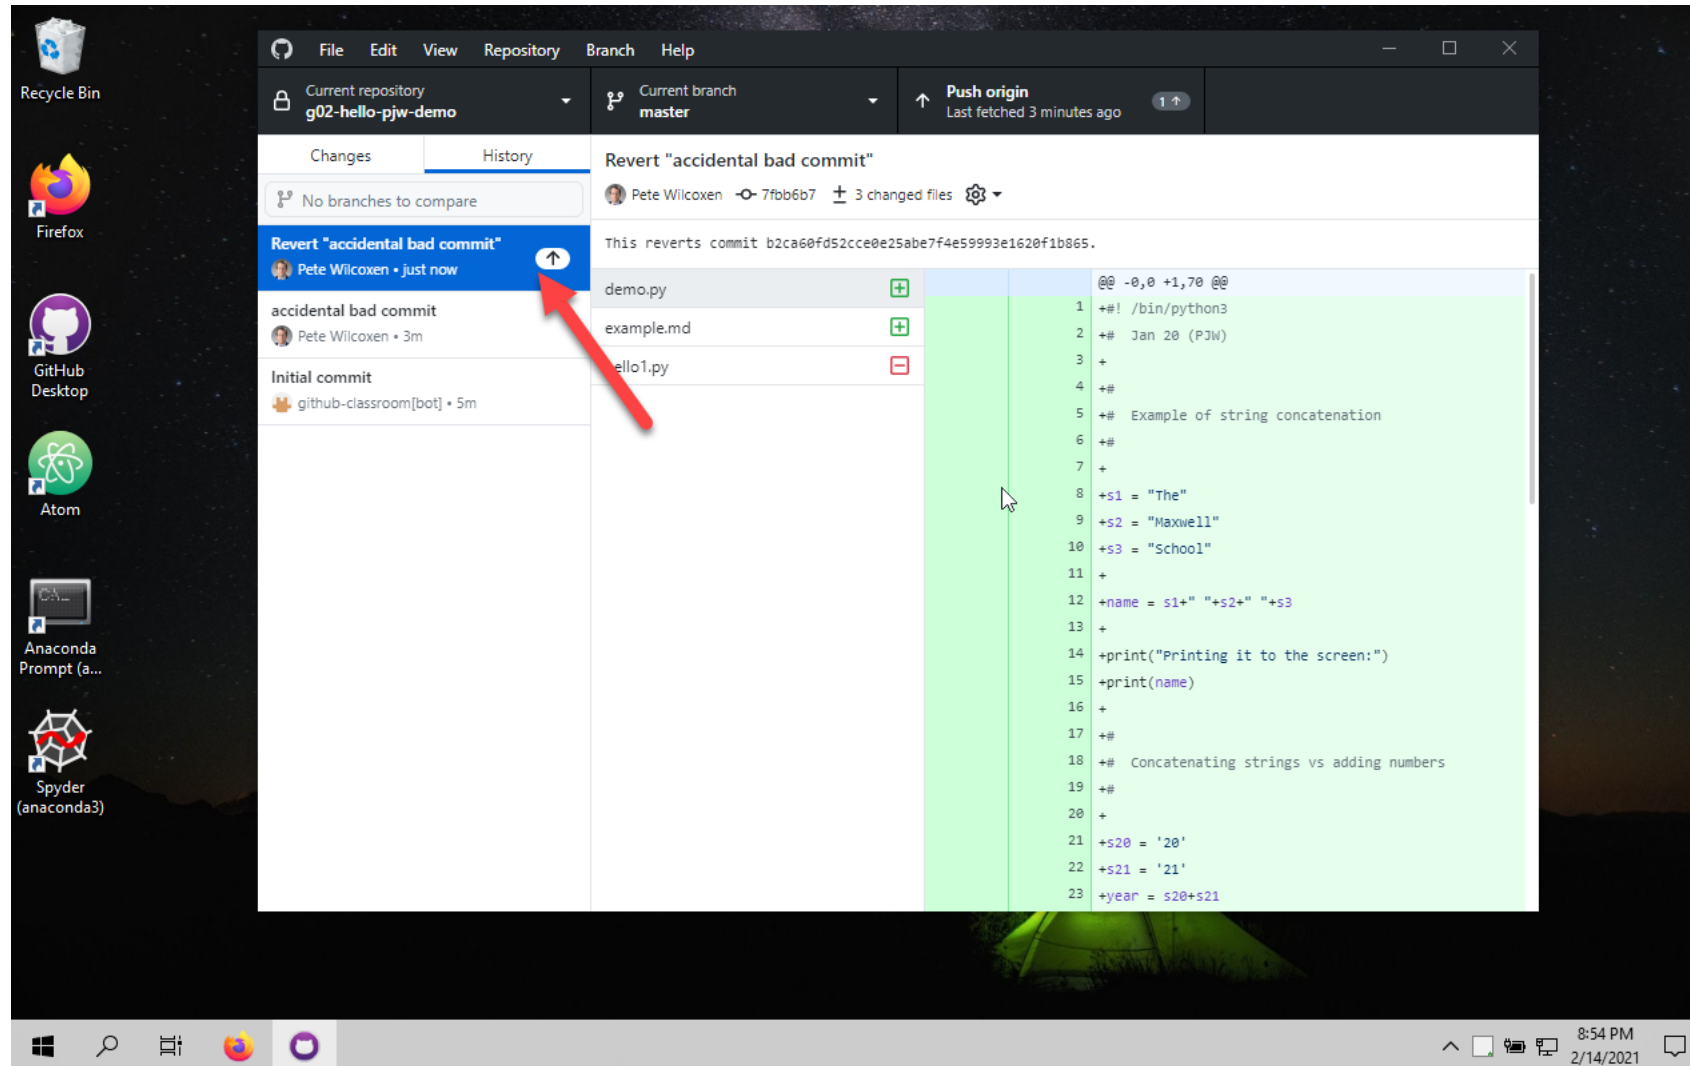 Recycle Bin
Firefox
GitHub
Desktop
Atom
C:\_
Anaconda
Prompt (a...
Spyder
(anaconda3)
File Edit View Repository Branch Help
Current repository
g02-hello-pjw-demo
Current branch
master
Push origin
Last fetched 3 minutes ago
1
Changes History
No branches to compare
Revert "accidental bad commit"
Pete Wilcoxen • just now
accidental bad commit
Pete Wilcoxen • 3m
Initial commit
github-classroom[bot] • 5m
Revert "accidental bad commit"
Pete Wilcoxen 7fbb6b7 3 changed files
This reverts commit b2ca60fd52cce0e25abe7f4e59993e1620f1b865.
demo.py
example.md
ello1.py
@@ -0,0 +1,70 @@
1 +#! /bin/python3
2 +#  Jan 20 (PJW)
3 +
4 +#
5 +#  Example of string concatenation
6 +#
7 +
8 +s1 = "The"
9 +s2 = "Maxwell"
10 +s3 = "School"
11 +
12 +name = s1+" "+s2+" "+s3
13 +
14 +print("Printing it to the screen:")
15 +print(name)
16 +
17 +#
18 +#  Concatenating strings vs adding numbers
19 +#
20 +
21 +s20 = '20'
22 +s21 = '21'
23 +year = s20+s21
8:54 PM
2/14/2021